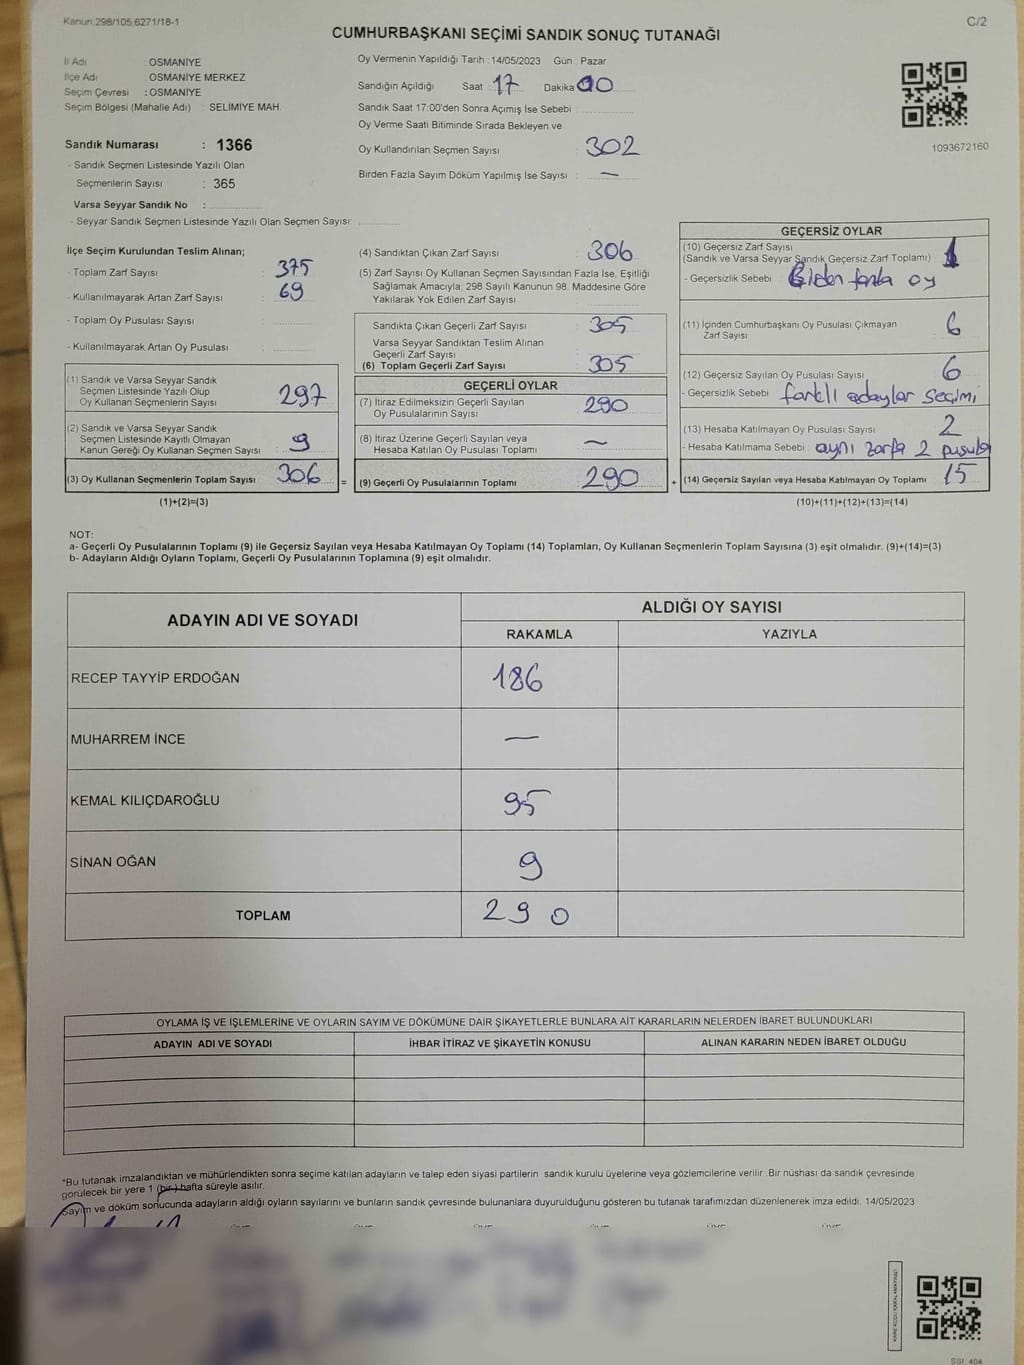 Kanun:298/105;6271/18-1
C/2
CUMHURBAŞKANI SEÇİMİ SANDIK SONUÇ TUTANAĞI
İl Adı : OSMANİYE
İlçe Adı : OSMANİYE MERKEZ
Seçim Çevresi : OSMANİYE
Seçim Bölgesi (Mahalle Adı) : SELİMİYE MAH.
Sandık Numarası : 1366
- Sandık Seçmen Listesinde Yazılı Olan
Seçmenlerin Sayısı : 365
Varsa Seyyar Sandık No :
- Seyyar Sandık Seçmen Listesinde Yazılı Olan Seçmen Sayısı:
Oy Vermenin Yapıldığı Tarih : 14/05/2023 Gün : Pazar
Sandığın Açıldığı Saat : 17 Dakika 00
Sandık Saat 17:00'den Sonra Açımış İse Sebebi :
Oy Verme Saati Bitiminde Sırada Bekleyen ve
Oy Kullandırılan Seçmen Sayısı : 302
Birden Fazla Sayım Döküm Yapılmış İse Sayısı : —
1093672160
İlçe Seçim Kurulundan Teslim Alınan;
- Toplam Zarf Sayısı : 375
- Kullanılmayarak Artan Zarf Sayısı : 69
- Toplam Oy Pusulası Sayısı :
- Kullanılmayarak Artan Oy Pusulası :
(1) Sandık ve Varsa Seyyar Sandık
Seçmen Listesinde Yazılı Olup
Oy Kullanan Seçmenlerin Sayısı : 297
(2) Sandık ve Varsa Seyyar Sandık
Seçmen Listesinde Kayıtlı Olmayan
Kanun Gereği Oy Kullanan Seçmen Sayısı : 9
(3) Oy Kullanan Seçmenlerin Toplam Sayısı : 306
=
(1)+(2)=(3)
(4) Sandıktan Çıkan Zarf Sayısı : 306
(5) Zarf Sayısı Oy Kullanan Seçmen Sayısından Fazla İse, Eşitliği
Sağlamak Amacıyla; 298 Sayılı Kanunun 98. Maddesine Göre
Yakılarak Yok Edilen Zarf Sayısı :
Sandıkta Çıkan Geçerli Zarf Sayısı : 305
Varsa Seyyar Sandıktan Teslim Alınan
Geçerli Zarf Sayısı :
(6) Toplam Geçerli Zarf Sayısı : 305
GEÇERLİ OYLAR
(7) İtiraz Edilmeksizin Geçerli Sayılan
Oy Pusulalarının Sayısı : 290
(8) İtiraz Üzerine Geçerli Sayılan veya
Hesaba Katılan Oy Pusulası Toplamı : —
(9) Geçerli Oy Pusulalarının Toplamı : 290
+
GEÇERSİZ OYLAR
(10) Geçersiz Zarf Sayısı
(Sandık ve Varsa Seyyar Sandık Geçersiz Zarf Toplamı) : 1
- Geçersizlik Sebebi : Birden fazla oy
(11) İçinden Cumhurbaşkanı Oy Pusulası Çıkmayan
Zarf Sayısı : 6
(12) Geçersiz Sayılan Oy Pusulası Sayısı : 6
- Geçersizlik Sebebi : farklı adaylar seçimi
(13) Hesaba Katılmayan Oy Pusulası Sayısı : 2
- Hesaba Katılmama Sebebi : aynı zarfa 2 pusula
(14) Geçersiz Sayılan veya Hesaba Katılmayan Oy Toplamı : 15
(10)+(11)+(12)+(13)=(14)
NOT:
a- Geçerli Oy Pusulalarının Toplamı (9) ile Geçersiz Sayılan veya Hesaba Katılmayan Oy Toplamı (14) Toplamları, Oy Kullanan Seçmenlerin Toplam Sayısına (3) eşit olmalıdır. (9)+(14)=(3)
b- Adayların Aldığı Oyların Toplamı, Geçerli Oy Pusulalarının Toplamına (9) eşit olmalıdır.
ADAYIN ADI VE SOYADI
ALDIĞI OY SAYISI
RAKAMLA YAZIYLA
RECEP TAYYİP ERDOĞAN 186
MUHARREM İNCE —
KEMAL KILIÇDAROĞLU 95
SİNAN OĞAN 9
TOPLAM 290
OYLAMA İŞ VE İŞLEMLERİNE VE OYLARIN SAYIM VE DÖKÜMÜNE DAİR ŞİKAYETLERLE BUNLARA AİT KARARLARIN NELERDEN İBARET BULUNDUKLARI
ADAYIN ADI VE SOYADI İHBAR İTİRAZ VE ŞİKAYETİN KONUSU ALINAN KARARIN NEDEN İBARET OLDUĞU
*Bu tutanak imzalandıktan ve mühürlendikten sonra seçime katılan adayların ve talep eden siyasi partilerin sandık kurulu üyelerine veya gözlemcilerine verilir. Bir nüshası da sandık çevresinde
görülecek bir yere 1 (bir) hafta süreyle asılır.
Sayım ve döküm sonucunda adayların aldığı oyların sayılarını ve bunların sandık çevresinde bulunanlara duyurulduğunu gösteren bu tutanak tarafımızdan düzenlenerek imza edildi. 14/05/2023